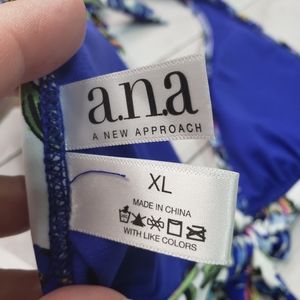 a.n.a
A NEW APPROACH
XL
MADE IN CHINA
WITH LIKE COLORS